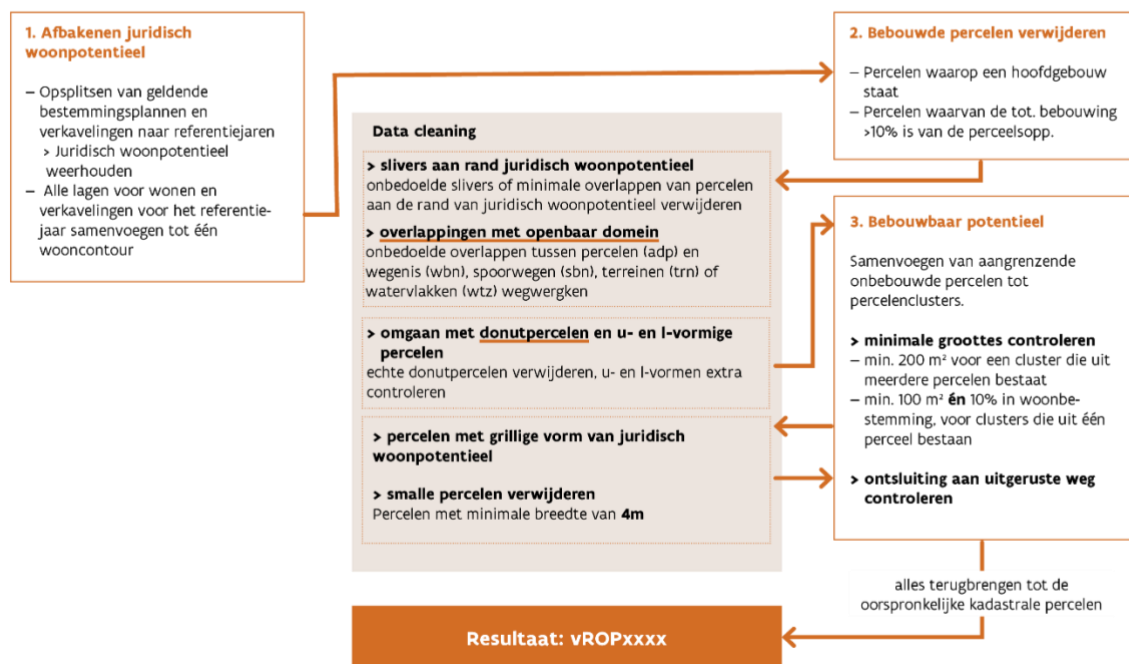 1. Afbakenen juridisch
woonpotentieel
– Opsplitsen van geldende
bestemmingsplannen en
verkavelingen naar referentiejaren
> Juridisch woonpotentieel
weerhouden
– Alle lagen voor wonen en
verkavelingen voor het referentie-
jaar samenvoegen tot één
wooncontour
2. Bebouwde percelen verwijderen
– Percelen waarop een hoofdgebouw
staat
– Percelen waarvan de tot. bebouwing
>10% is van de perceelsopp.
Data cleaning
> slivers aan rand juridisch woonpotentieel
onbedoelde slivers of minimale overlappen van percelen
aan de rand van juridisch woonpotentieel verwijderen
> overlappingen met openbaar domein
onbedoelde overlappen tussen percelen (adp) en
wegenis (wbn), spoorwegen (sbn), terreinen (trn) of
watervlakken (wtz) wegwergken
> omgaan met donutpercelen en u- en l-vormige
percelen
echte donutpercelen verwijderen, u- en l-vormen extra
controleren
> percelen met grillige vorm van juridisch
woonpotentieel
> smalle percelen verwijderen
Percelen met minimale breedte van 4m
3. Bebouwbaar potentieel
Samenvoegen van aangrenzende
onbebouwde percelen tot
percelenclusters.
> minimale groottes controleren
– min. 200 m² voor een cluster die uit
meerdere percelen bestaat
– min. 100 m² én 10% in woonbe-
stemming, voor clusters die uit één
perceel bestaan
> ontsluiting aan uitgeruste weg
controleren
alles terugbrengen tot de
oorspronkelijke kadastrale percelen
Resultaat: vROPxxxx